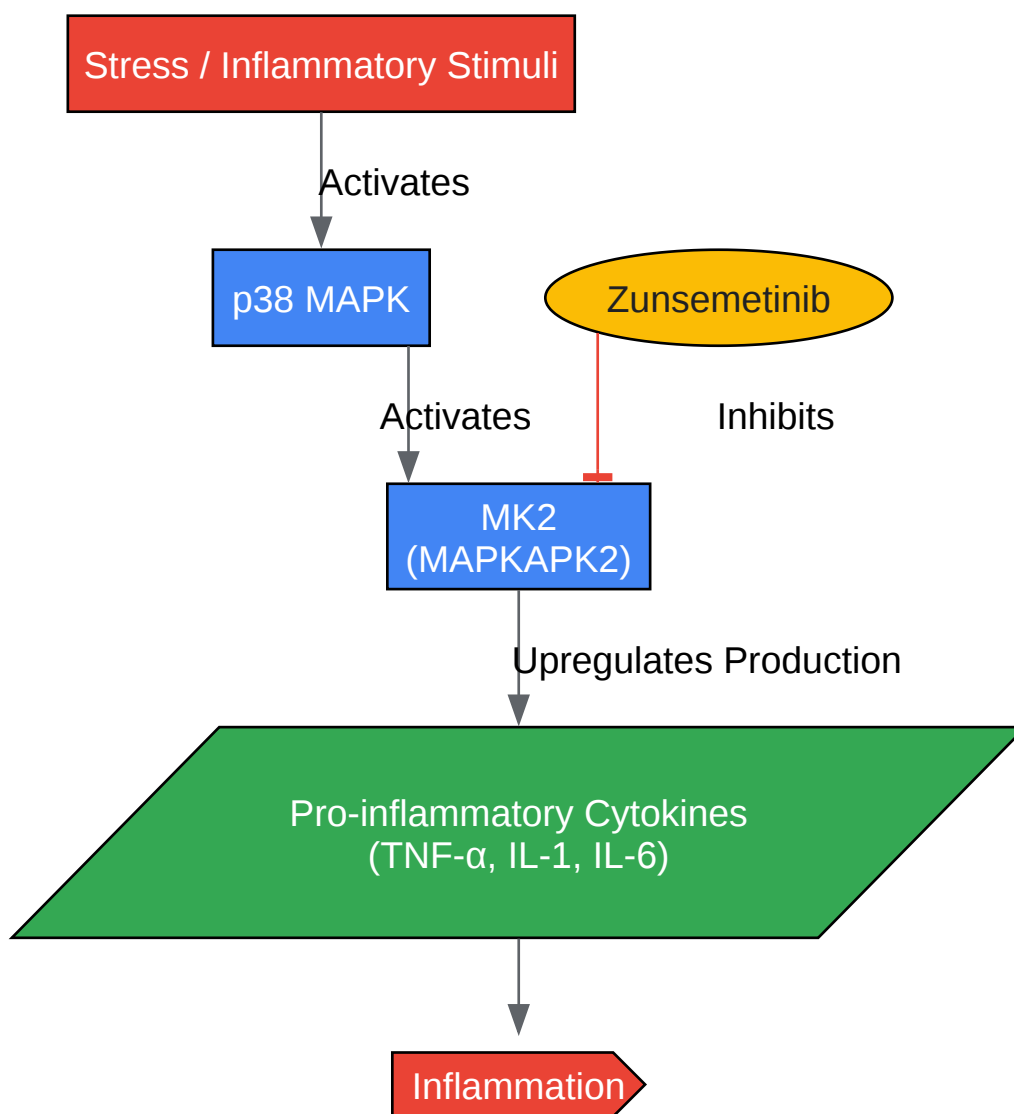 Stress / Inflammatory Stimuli
Activates
p38 MAPK
Zunsemetinib
Activates
Inhibits
MK2
(MAPKAPK2)
Upregulates Production
Pro-inflammatory Cytokines
(TNF-α, IL-1, IL-6)
Inflammation